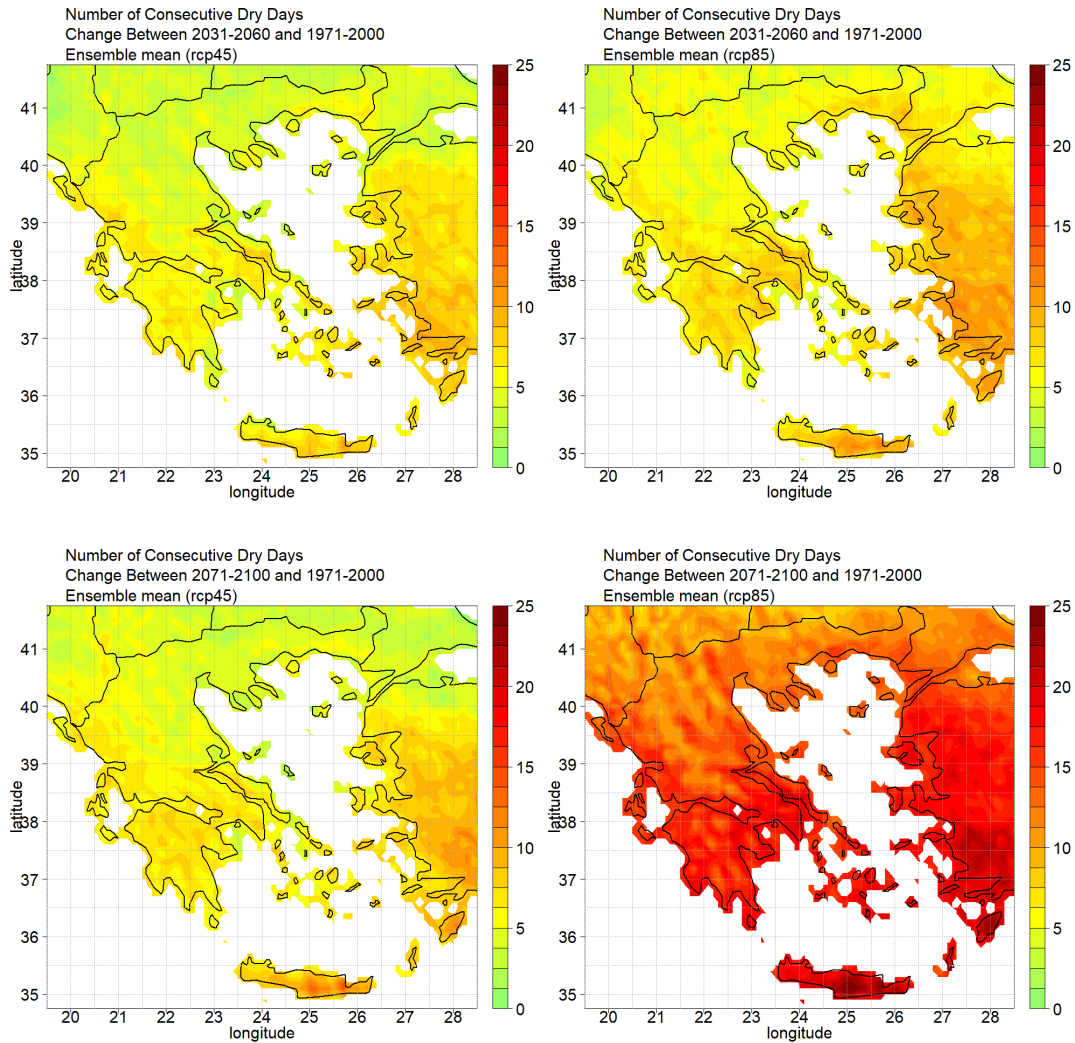 Number of Consecutive Dry Days
Change Between 2031-2060 and 1971-2000
Ensemble mean (rcp45)
41
40
39
38
37
36
35
latitude
20 21 22 23 24 25 26 27 28
longitude
25
20
15
10
5
0
Number of Consecutive Dry Days
Change Between 2031-2060 and 1971-2000
Ensemble mean (rcp85)
41
40
39
38
37
36
35
latitude
20 21 22 23 24 25 26 27 28
longitude
25
20
15
10
5
0
Number of Consecutive Dry Days
Change Between 2071-2100 and 1971-2000
Ensemble mean (rcp45)
41
40
39
38
37
36
35
latitude
20 21 22 23 24 25 26 27 28
longitude
25
20
15
10
5
0
Number of Consecutive Dry Days
Change Between 2071-2100 and 1971-2000
Ensemble mean (rcp85)
41
40
39
38
37
36
35
latitude
20 21 22 23 24 25 26 27 28
longitude
25
20
15
10
5
0